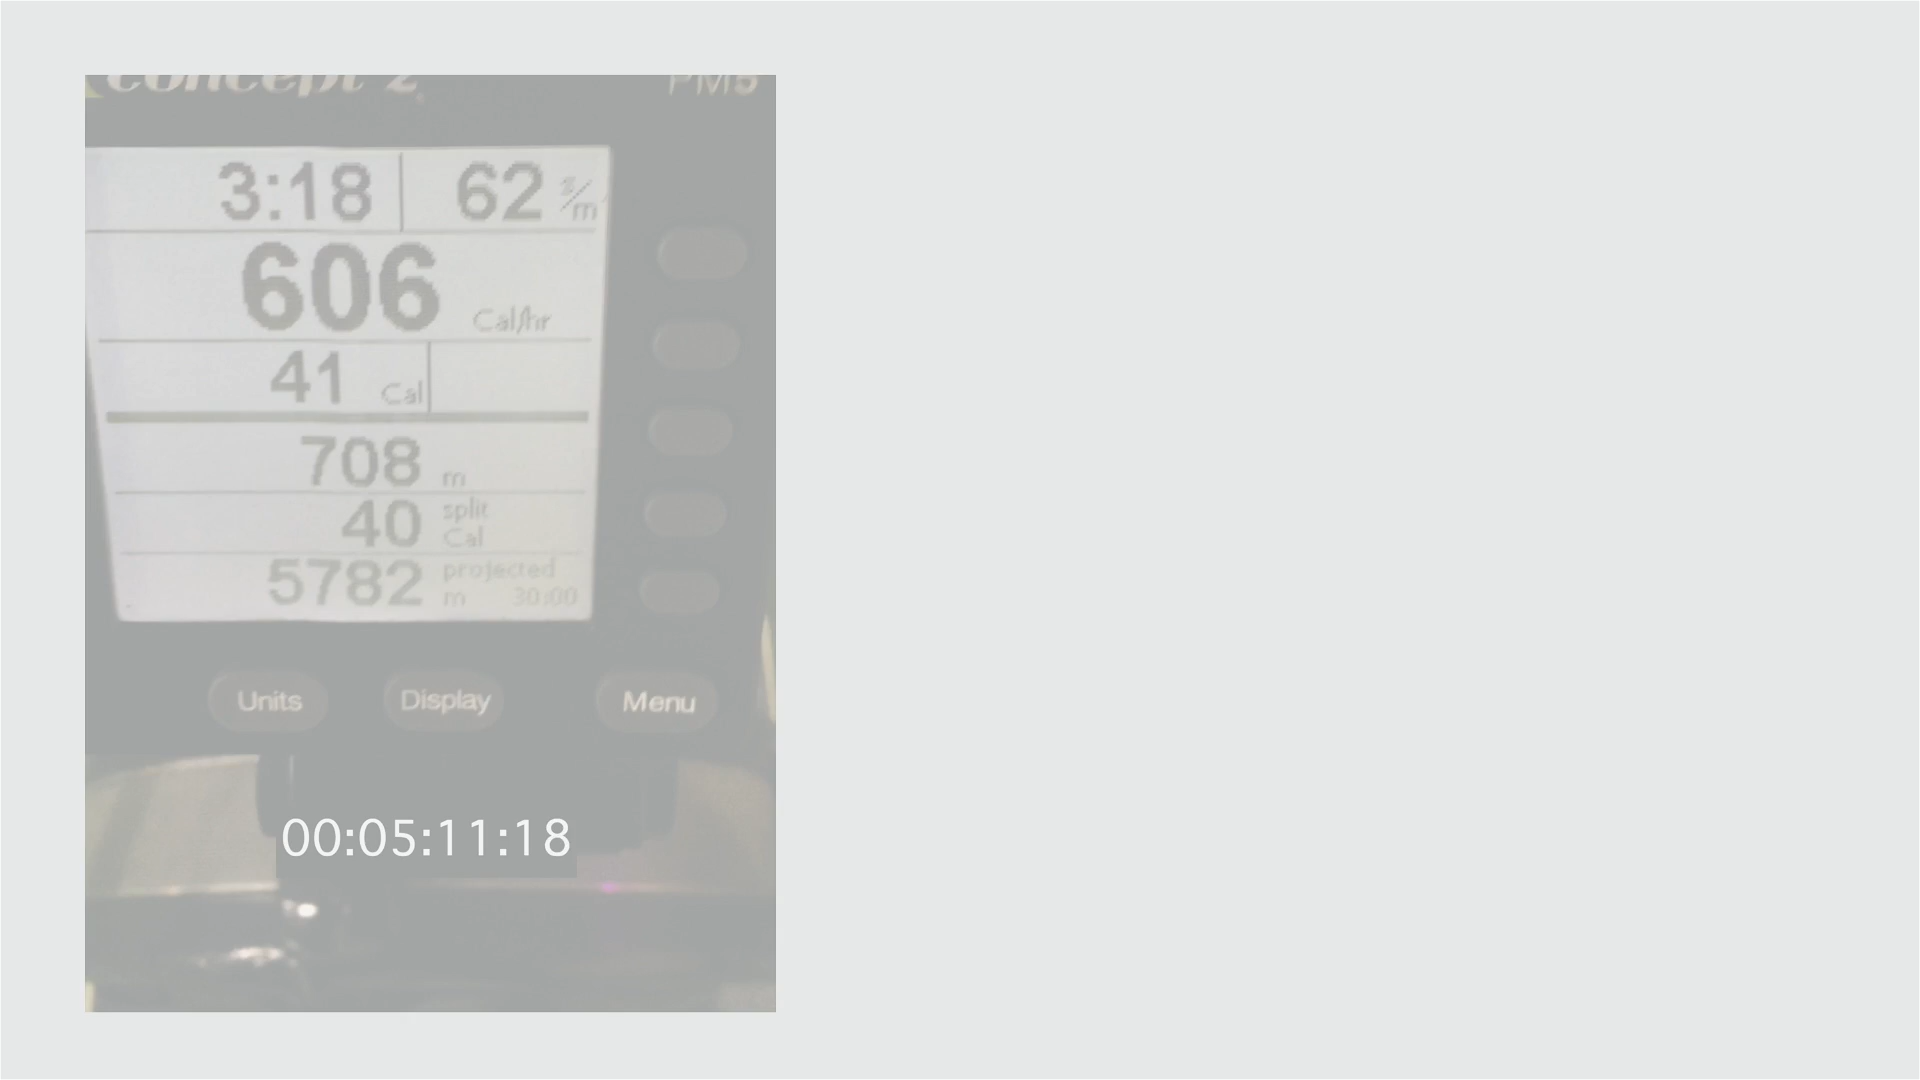 concept 2 PM5
3:18 62 s/m
606 Cal/hr
41 Cal
708 m
40 split Cal
5782 projected m 30:00
Units Display Menu
00:05:11:18